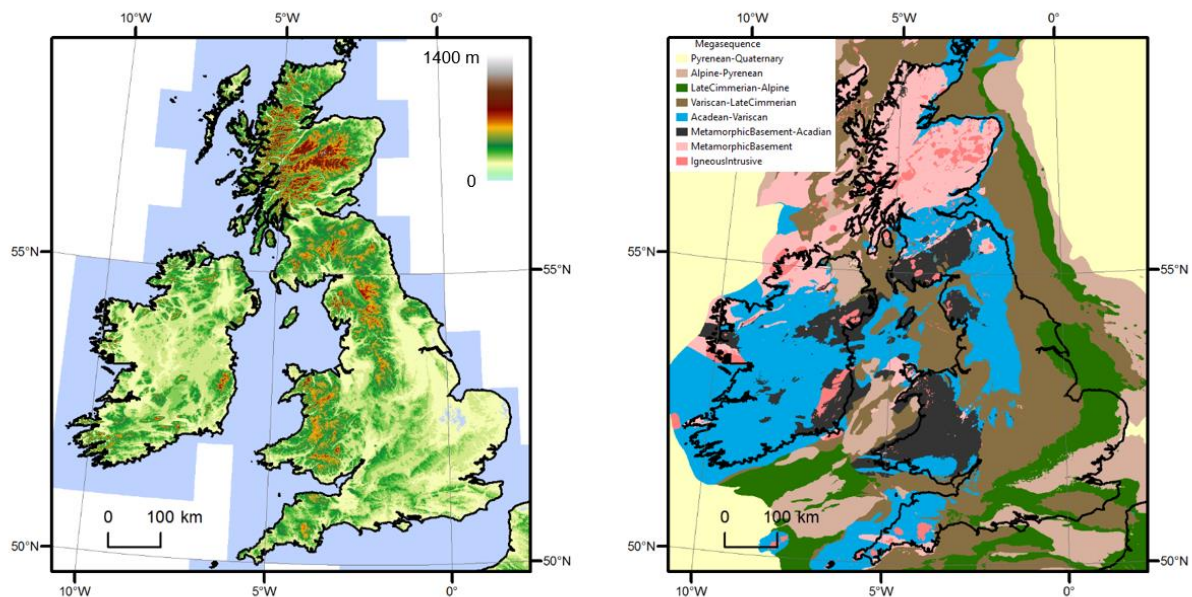 10°W 5°W 0°
1400 m
0
55°N
55°N
50°N
50°N
0 100 km
10°W 5°W 0°
10°W 5°W 0°
Megasequence
Pyrenean-Quaternary
Alpine-Pyrenean
LateCimmerian-Alpine
Variscan-LateCimmerian
Acadean-Variscan
MetamorphicBasement-Acadian
MetamorphicBasement
IgneousIntrusive
55°N
55°N
50°N
50°N
0 100 km
10°W 5°W 0°